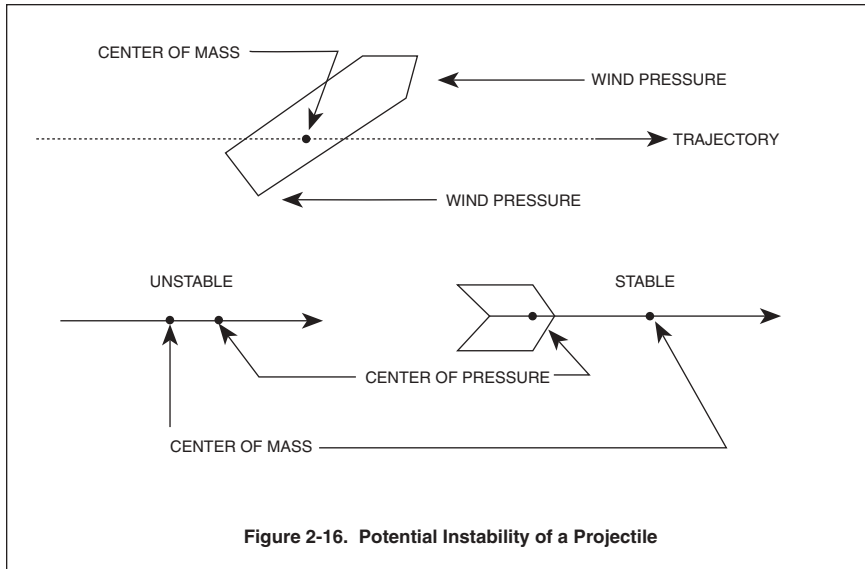 CENTER OF MASS
WIND PRESSURE
TRAJECTORY
WIND PRESSURE
UNSTABLE
STABLE
CENTER OF PRESSURE
CENTER OF MASS
Figure 2-16. Potential Instability of a Projectile